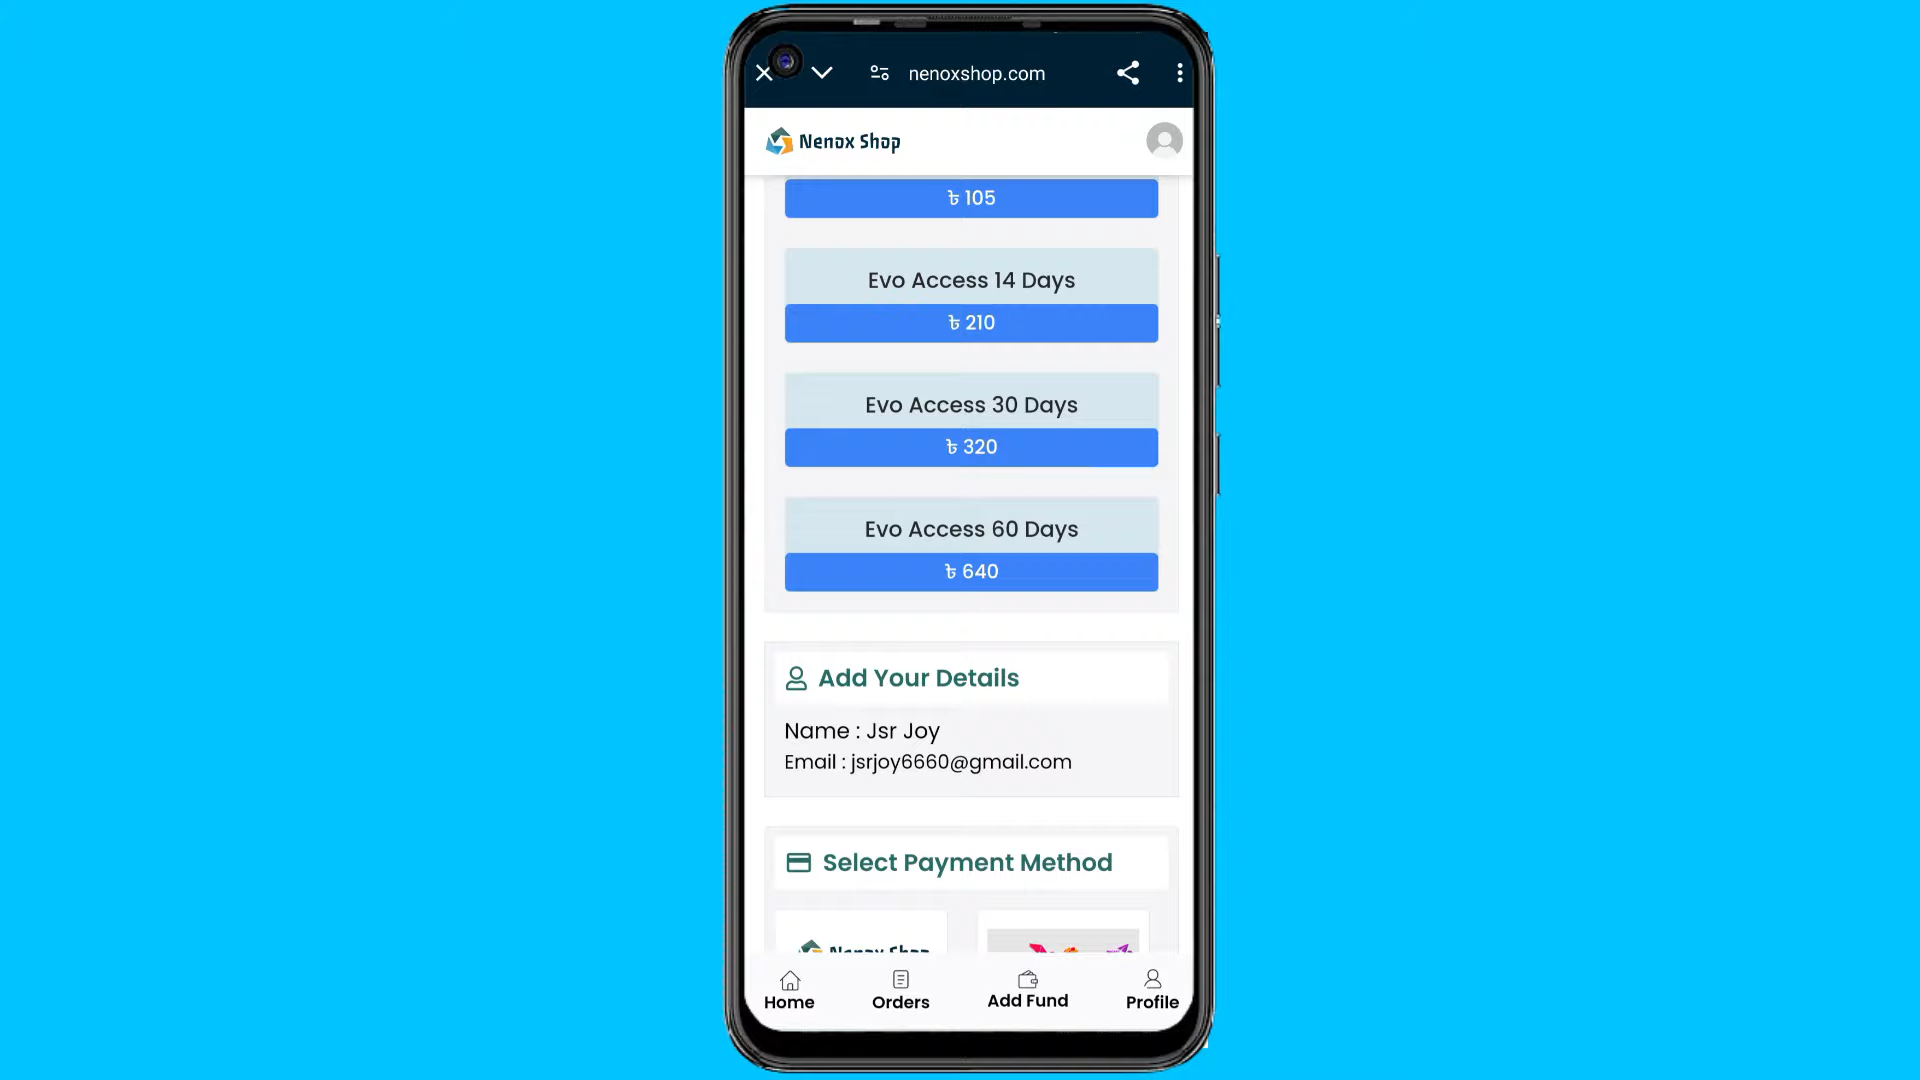 nenoxshop.com
Nenox Shop
৳ 105
Evo Access 14 Days
৳ 210
Evo Access 30 Days
৳ 320
Evo Access 60 Days
৳ 640
Add Your Details
Name : Jsr Joy
Email : jsrjoy6660@gmail.com
Select Payment Method
Nenox Shop
Home
Orders
Add Fund
Profile